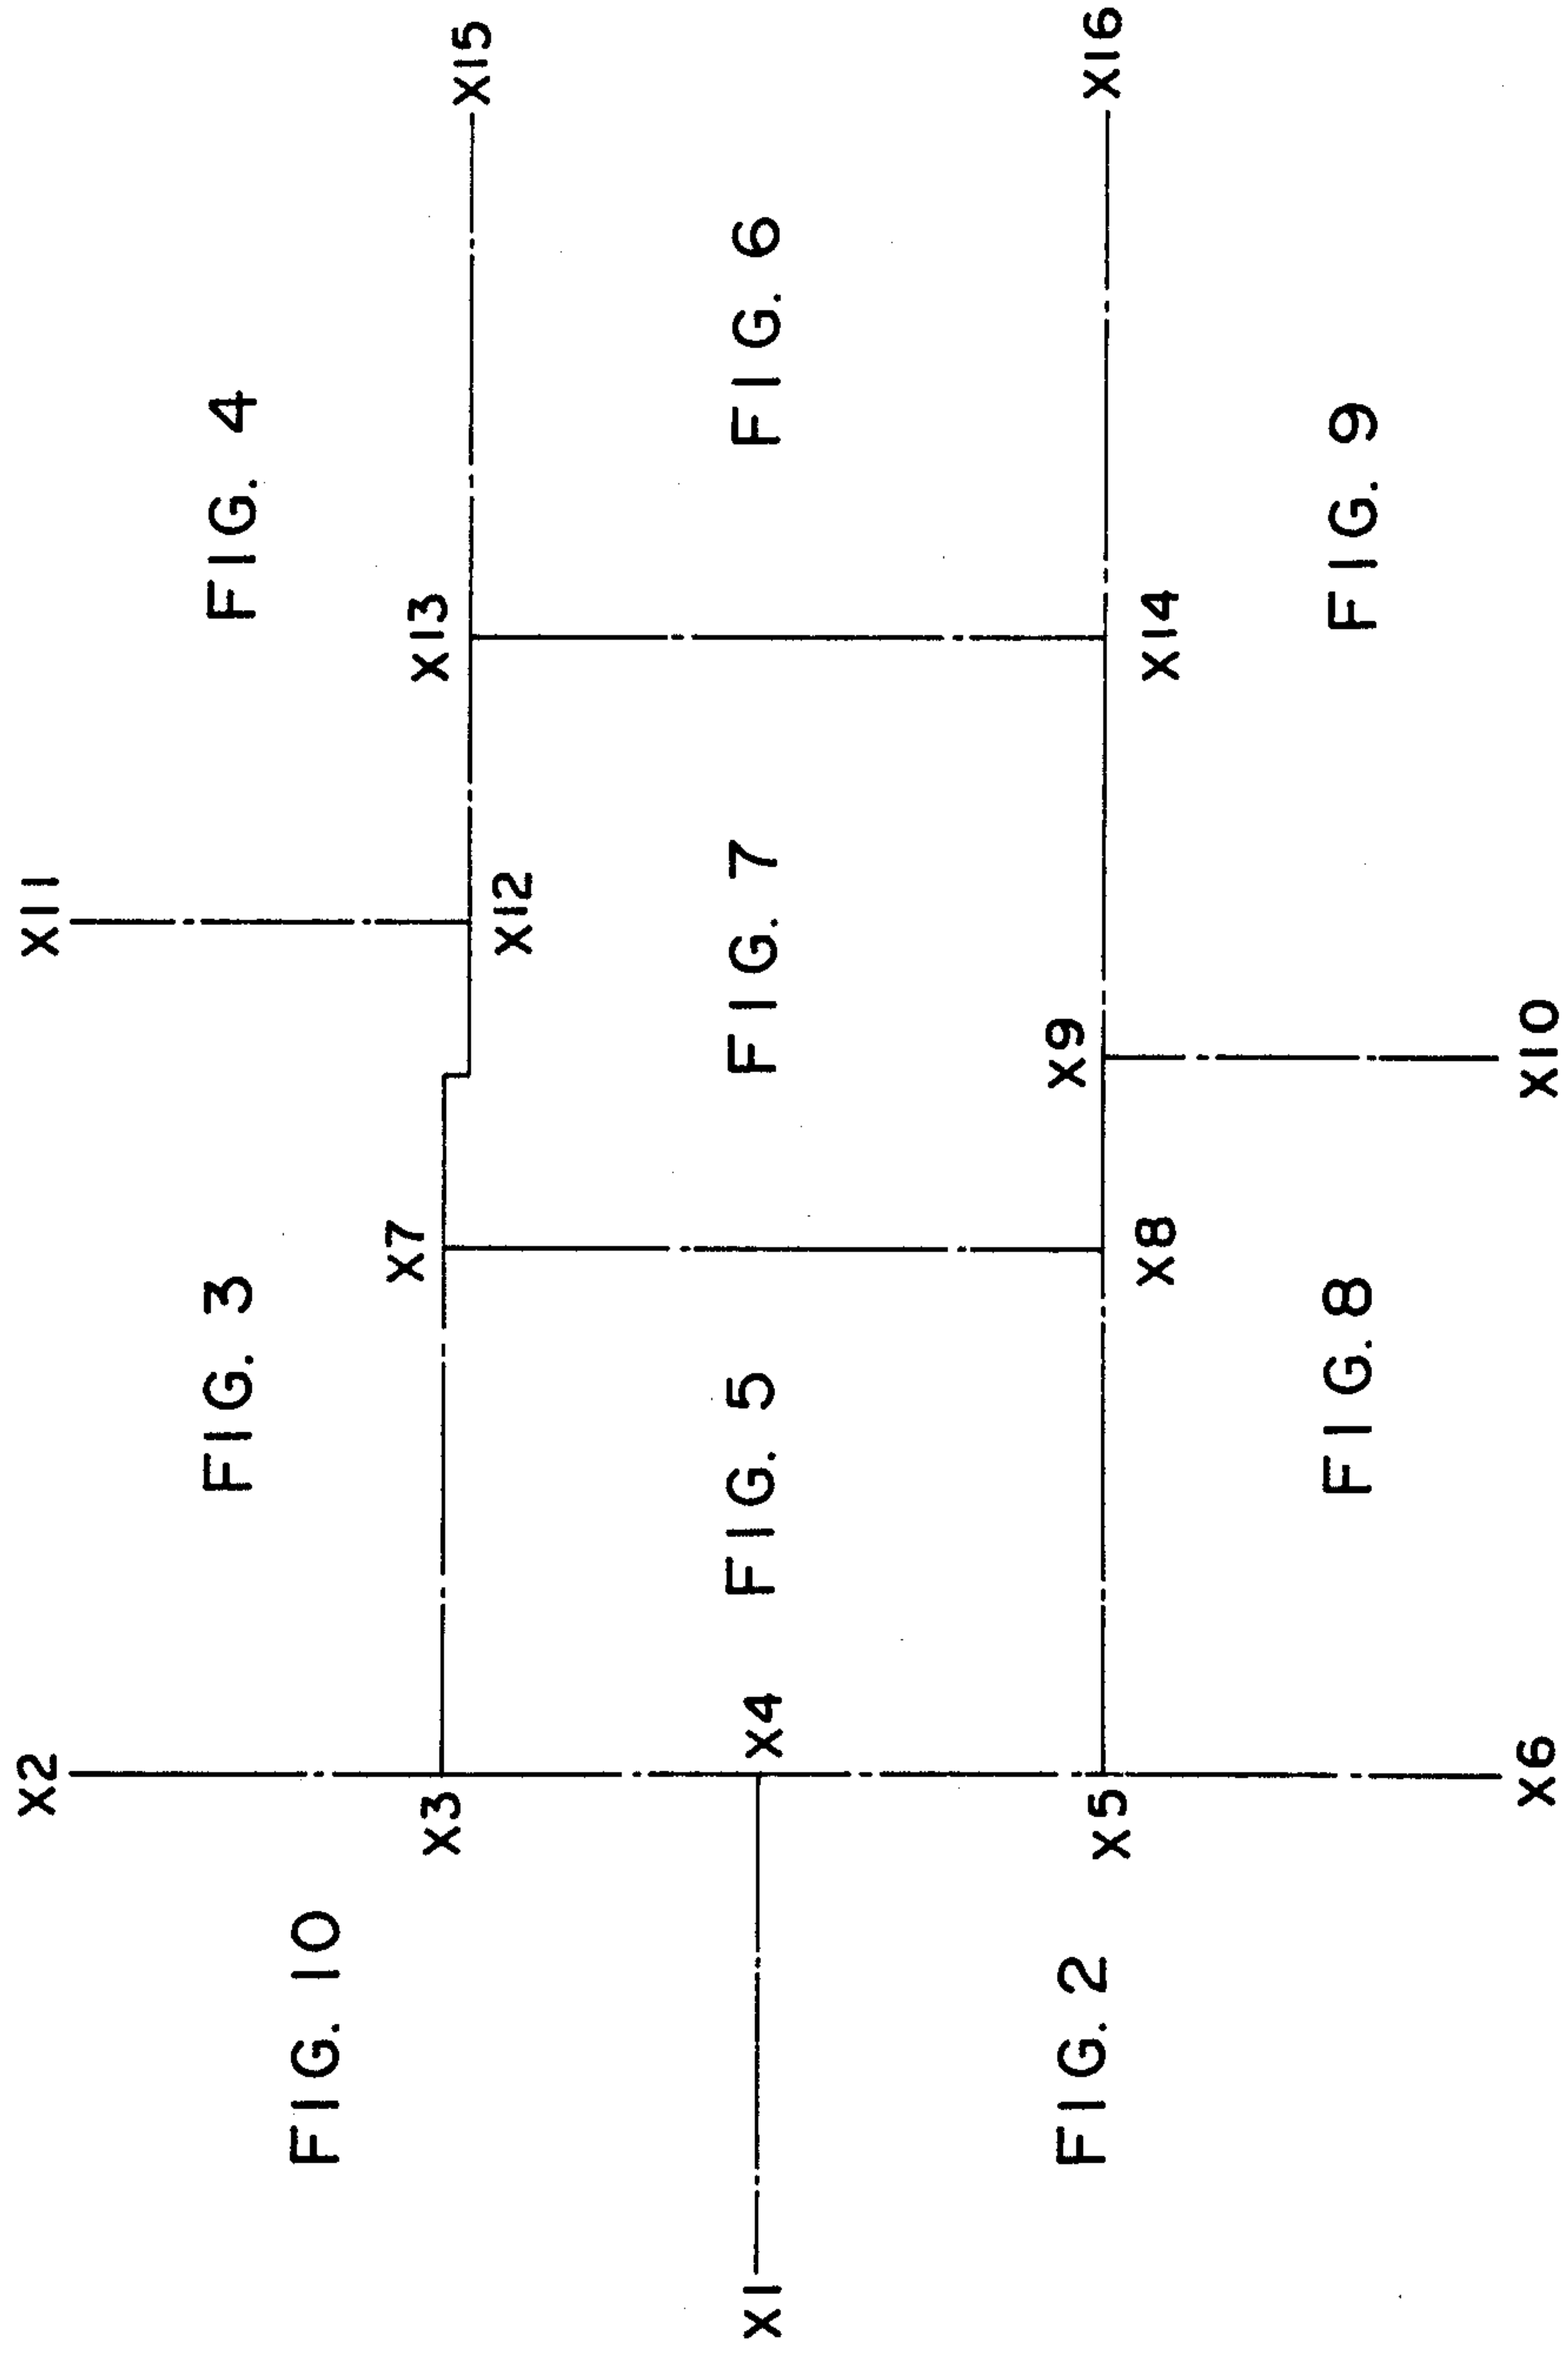 X2
X11
FIG. 3
FIG. 4
FIG. 10
X7
X13
X3
X15
X12
X1
X4
FIG. 5
FIG. 7
FIG. 6
X9
FIG. 2
X5
X16
X8
X14
FIG. 8
FIG. 9
X6
X10